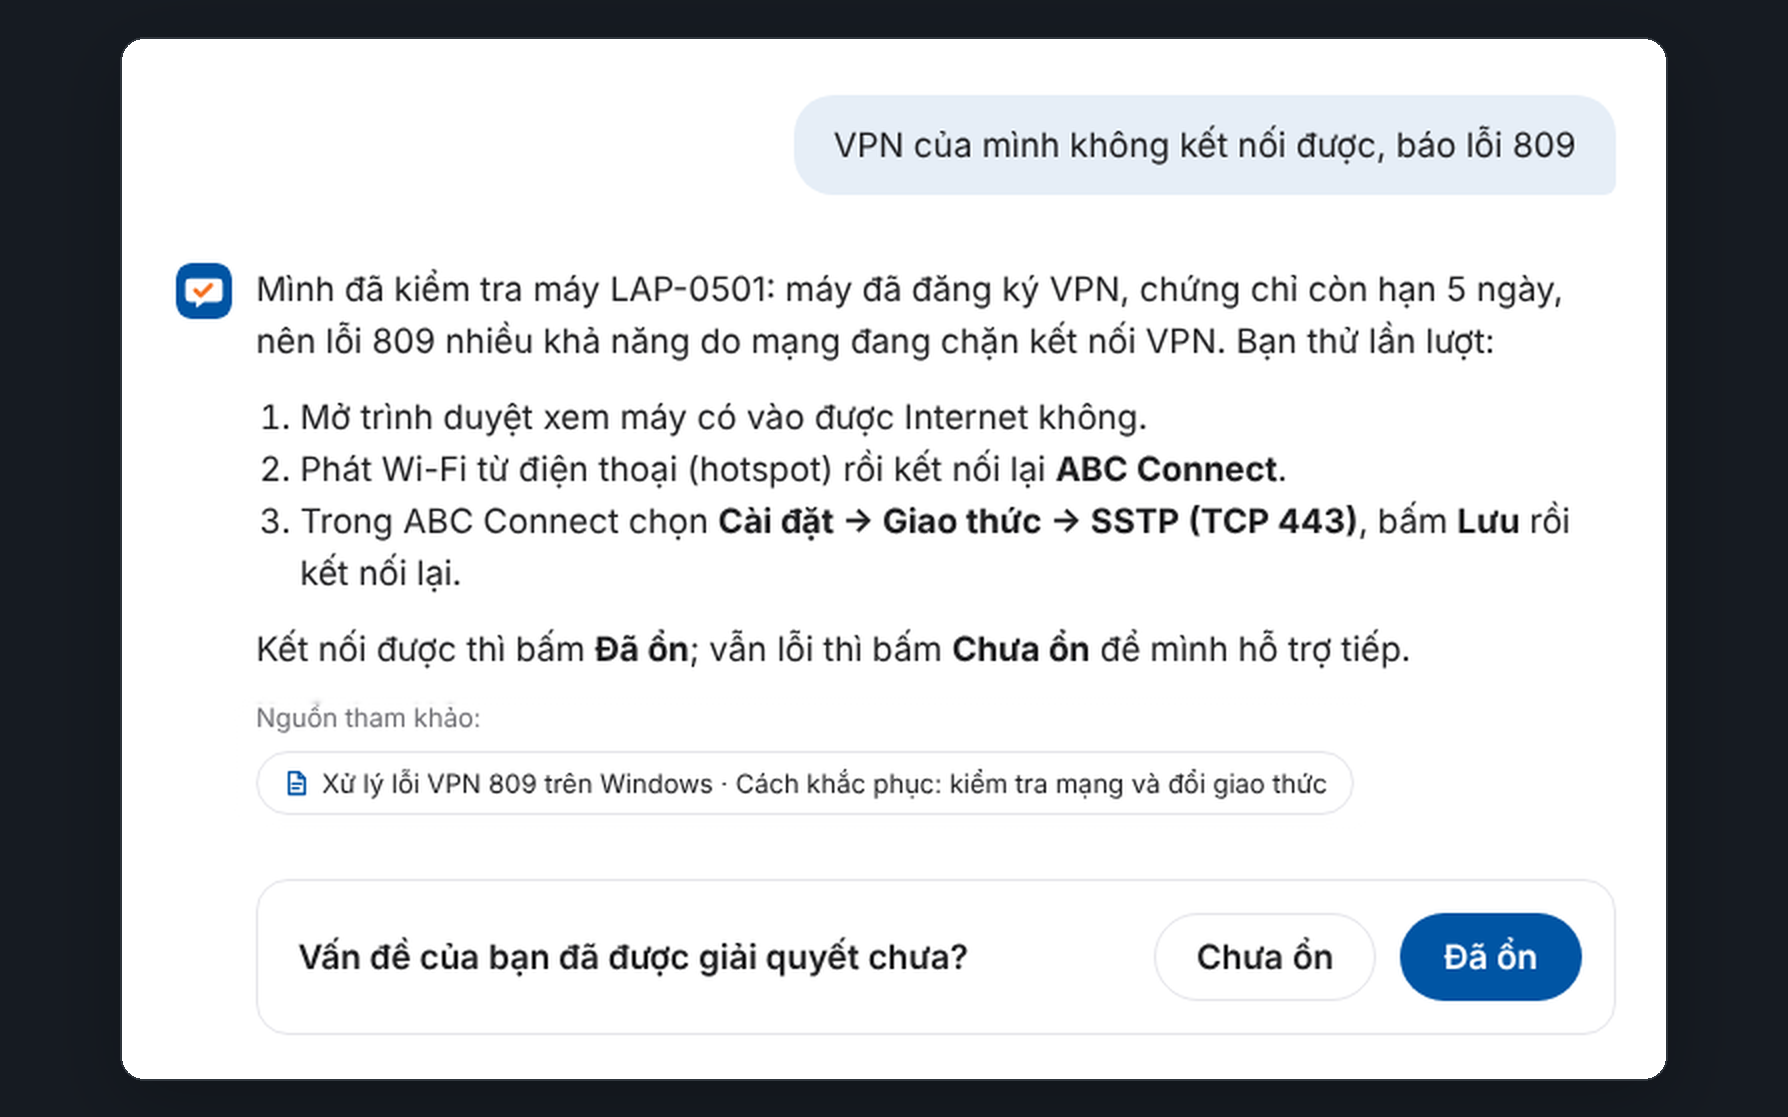 VPN của mình không kết nối được, báo lỗi 809
Mình đã kiểm tra máy LAP-0501: máy đã đăng ký VPN, chứng chỉ còn hạn 5 ngày,
nên lỗi 809 nhiều khả năng do mạng đang chặn kết nối VPN. Bạn thử lần lượt:
1. Mở trình duyệt xem máy có vào được Internet không.
2. Phát Wi-Fi từ điện thoại (hotspot) rồi kết nối lại ABC Connect.
3. Trong ABC Connect chọn Cài đặt → Giao thức → SSTP (TCP 443), bấm Lưu rồi
kết nối lại.
Kết nối được thì bấm Đã ổn; vẫn lỗi thì bấm Chưa ổn để mình hỗ trợ tiếp.
Nguồn tham khảo:
Xử lý lỗi VPN 809 trên Windows · Cách khắc phục: kiểm tra mạng và đổi giao thức
Vấn đề của bạn đã được giải quyết chưa? Chưa ổn Đã ổn